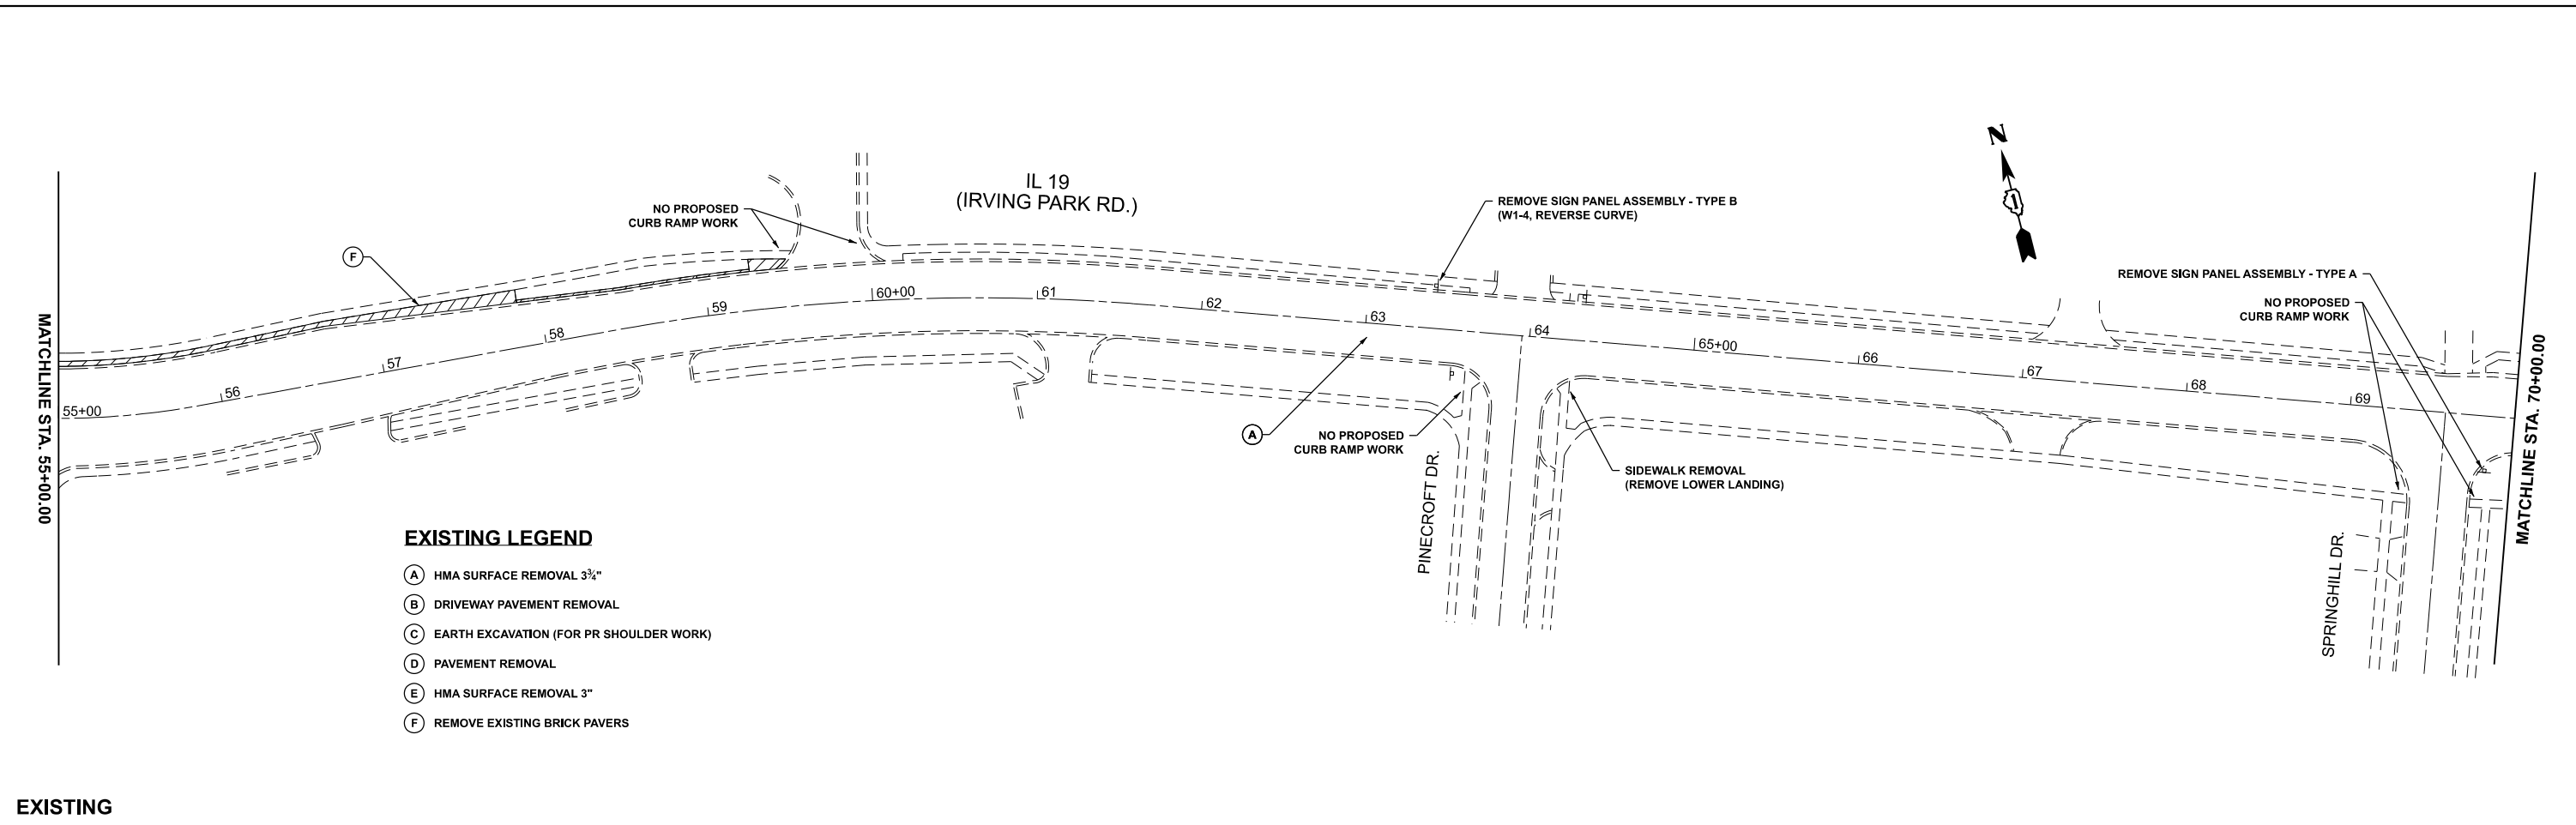 N
IL 19
(IRVING PARK RD.)
NO PROPOSED
CURB RAMP WORK
REMOVE SIGN PANEL ASSEMBLY - TYPE B
(W1-4, REVERSE CURVE)
F
REMOVE SIGN PANEL ASSEMBLY - TYPE A
NO PROPOSED
CURB RAMP WORK
MATCHLINE STA. 55+00.00
55+00
56
57
58
59
60+00
61
62
63
64
65+00
66
67
68
69
MATCHLINE STA. 70+00.00
A
NO PROPOSED
CURB RAMP WORK
PINECROFT DR.
SIDEWALK REMOVAL
(REMOVE LOWER LANDING)
SPRINGHILL DR.
EXISTING LEGEND
A HMA SURFACE REMOVAL 3¾"
B DRIVEWAY PAVEMENT REMOVAL
C EARTH EXCAVATION (FOR PR SHOULDER WORK)
D PAVEMENT REMOVAL
E HMA SURFACE REMOVAL 3"
F REMOVE EXISTING BRICK PAVERS
EXISTING